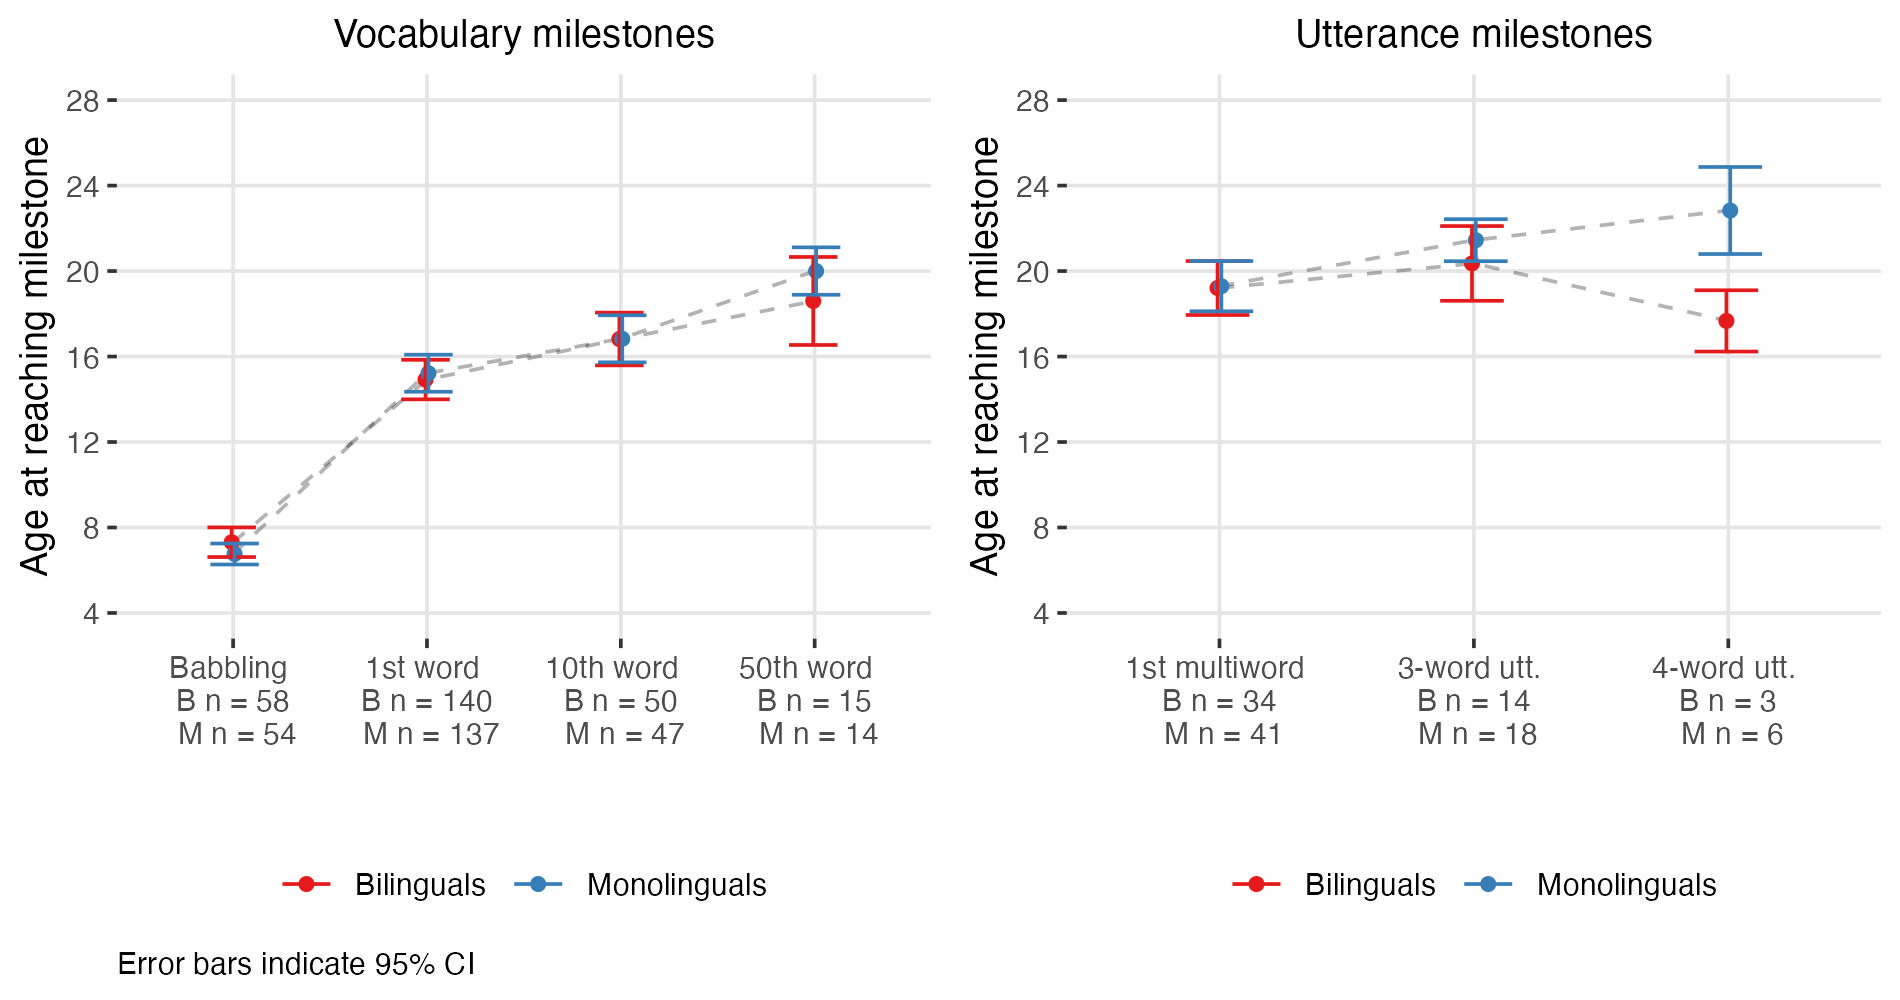 Vocabulary milestones
Age at reaching milestone
28
24
20
16
12
8
4
Babbling 1st word 10th word 50th word
B n = 58 B n = 140 B n = 50 B n = 15
M n = 54 M n = 137 M n = 47 M n = 14
Bilinguals Monolinguals
Error bars indicate 95% CI
Utterance milestones
Age at reaching milestone
28
24
20
16
12
8
4
1st multiword 3-word utt. 4-word utt.
B n = 34 B n = 14 B n = 3
M n = 41 M n = 18 M n = 6
Bilinguals Monolinguals